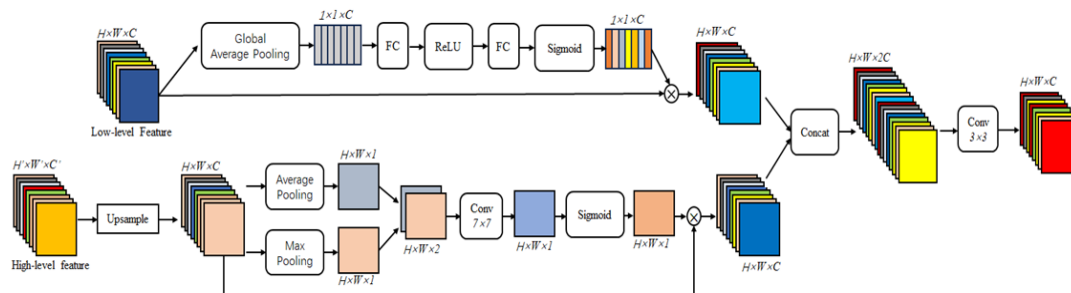 H×W×C
Low-level Feature
Global
Average Pooling
1×1×C
FC
ReLU
FC
Sigmoid
1×1×C
H×W×C
Concat
H×W×2C
Conv
3×3
H×W×C
H'×W'×C'
High-level feature
Upsample
H×W×C
Average
Pooling
H×W×1
Max
Pooling
H×W×1
H×W×2
Conv
7×7
H×W×1
Sigmoid
H×W×1
H×W×C